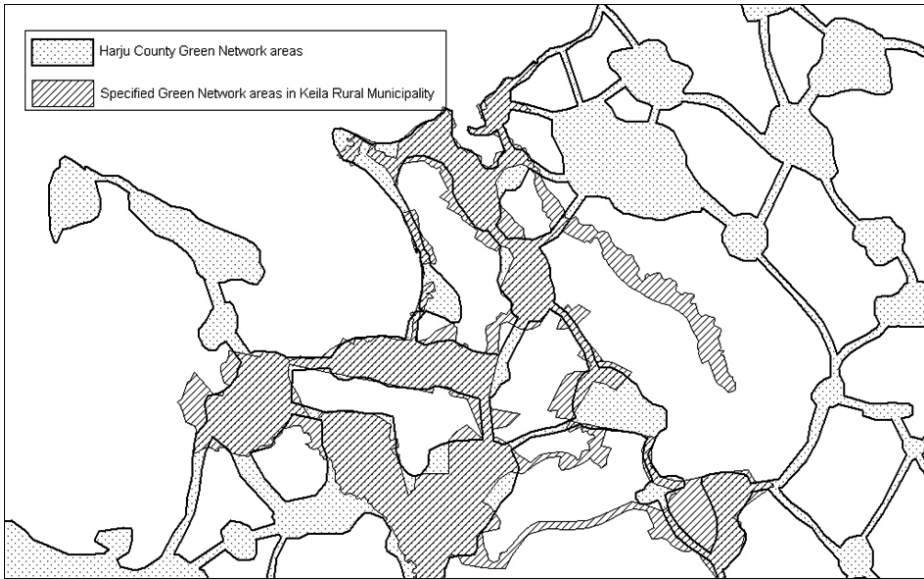 Harju County Green Network areas
Specified Green Network areas in Keila Rural Municipality